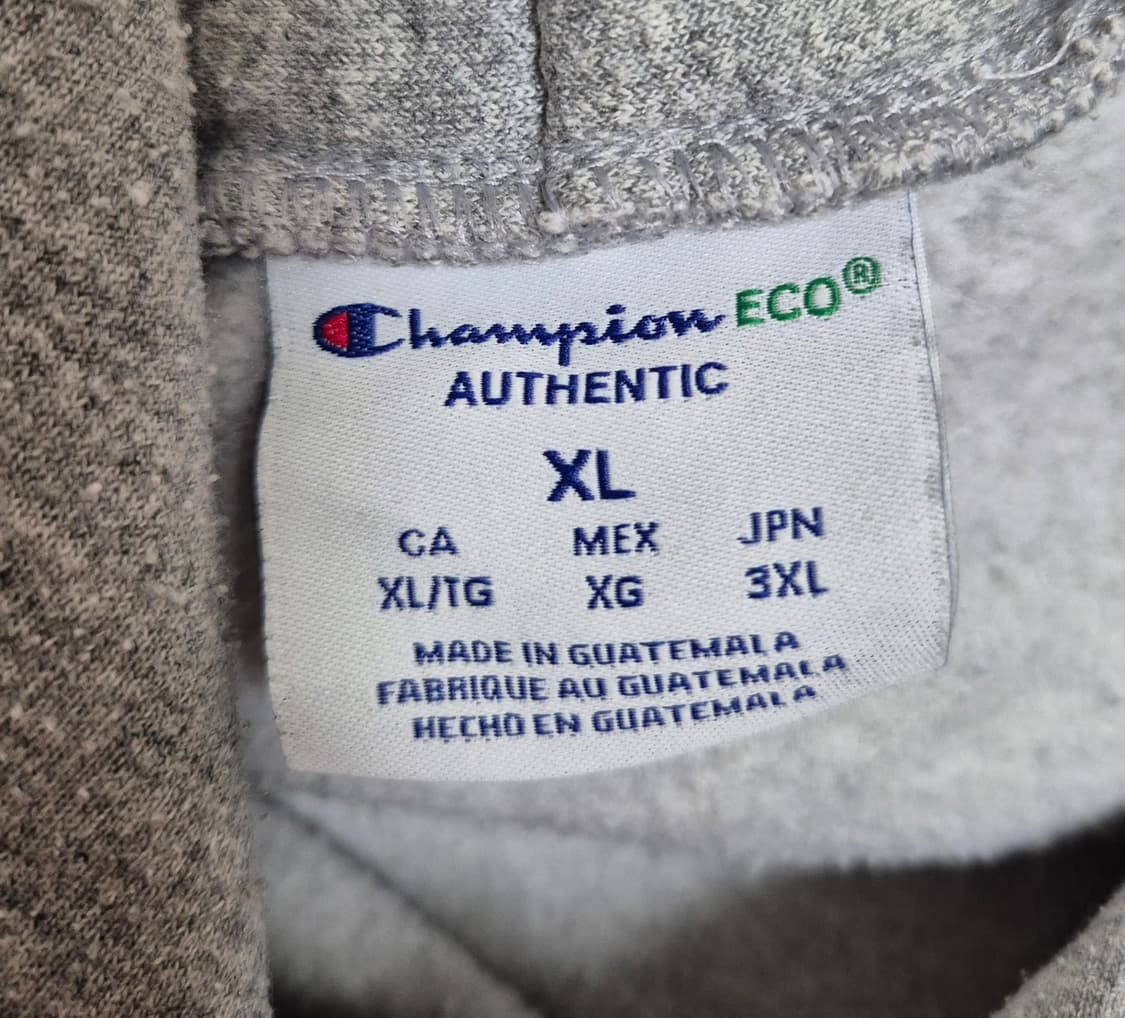 Champion ECO®
AUTHENTIC
XL
CA MEX JPN
XL/TG XG 3XL
MADE IN GUATEMALA
FABRIQUE AU GUATEMALA
HECHO EN GUATEMALA